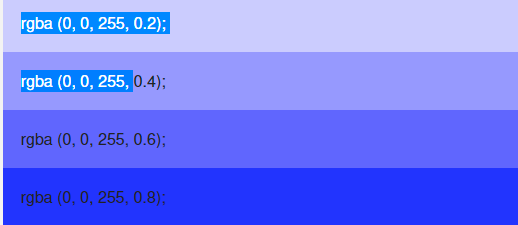 rgba (0, 0, 255, 0.2);
rgba (0, 0, 255, 0.4);
rgba (0, 0, 255, 0.6);
rgba (0, 0, 255, 0.8);